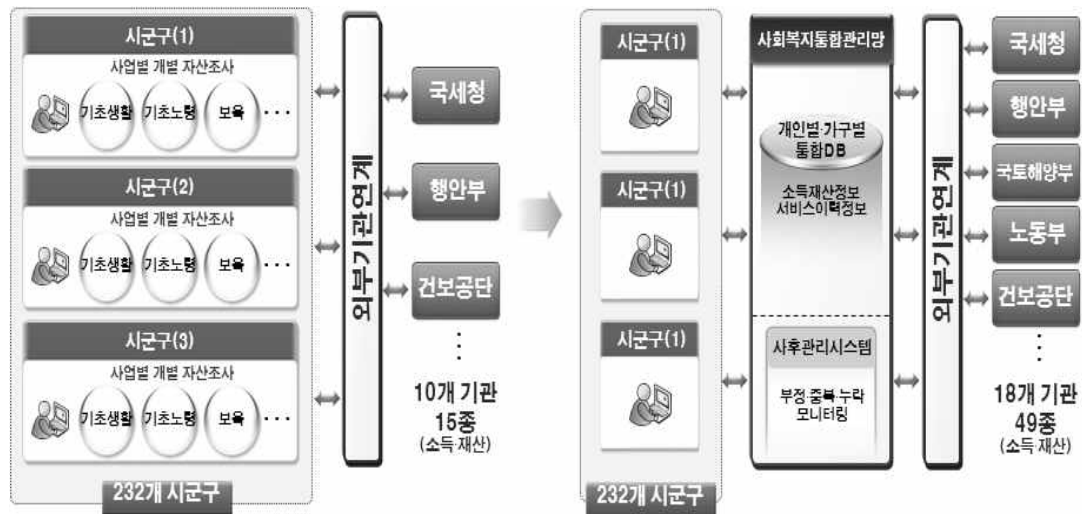 시군구(1)
사업별 개별 자산조사
기초생활 기초노령 보육 ···
시군구(2)
사업별 개별 자산조사
기초생활 기초노령 보육 ···
시군구(3)
사업별 개별 자산조사
기초생활 기초노령 보육 ···
232개 시군구
외부기관연계
국세청
행안부
건보공단
⋮
10개 기관
15종
(소득·재산)
시군구(1)
시군구(1)
시군구(1)
232개 시군구
사회복지통합관리망
개인별·가구별
통합DB
소득재산정보
서비스이력정보
사후관리시스템
부정·중복·누락
모니터링
외부기관연계
국세청
행안부
국토해양부
노동부
건보공단
⋮
18개 기관
49종
(소득·재산)